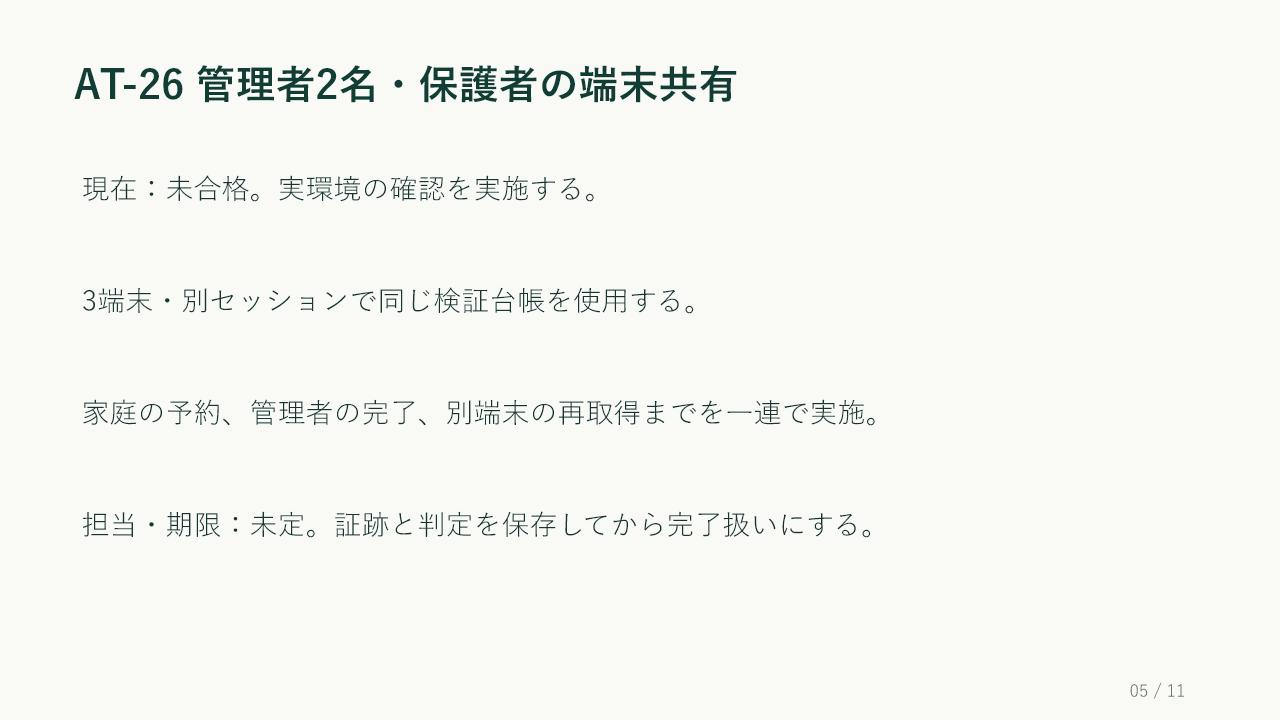 AT-26 管理者2名・保護者の端末共有
現在：未合格。実環境の確認を実施する。
3端末・別セッションで同じ検証台帳を使用する。
家庭の予約、管理者の完了、別端末の再取得までを一連で実施。
担当・期限：未定。証跡と判定を保存してから完了扱いにする。
05 / 11